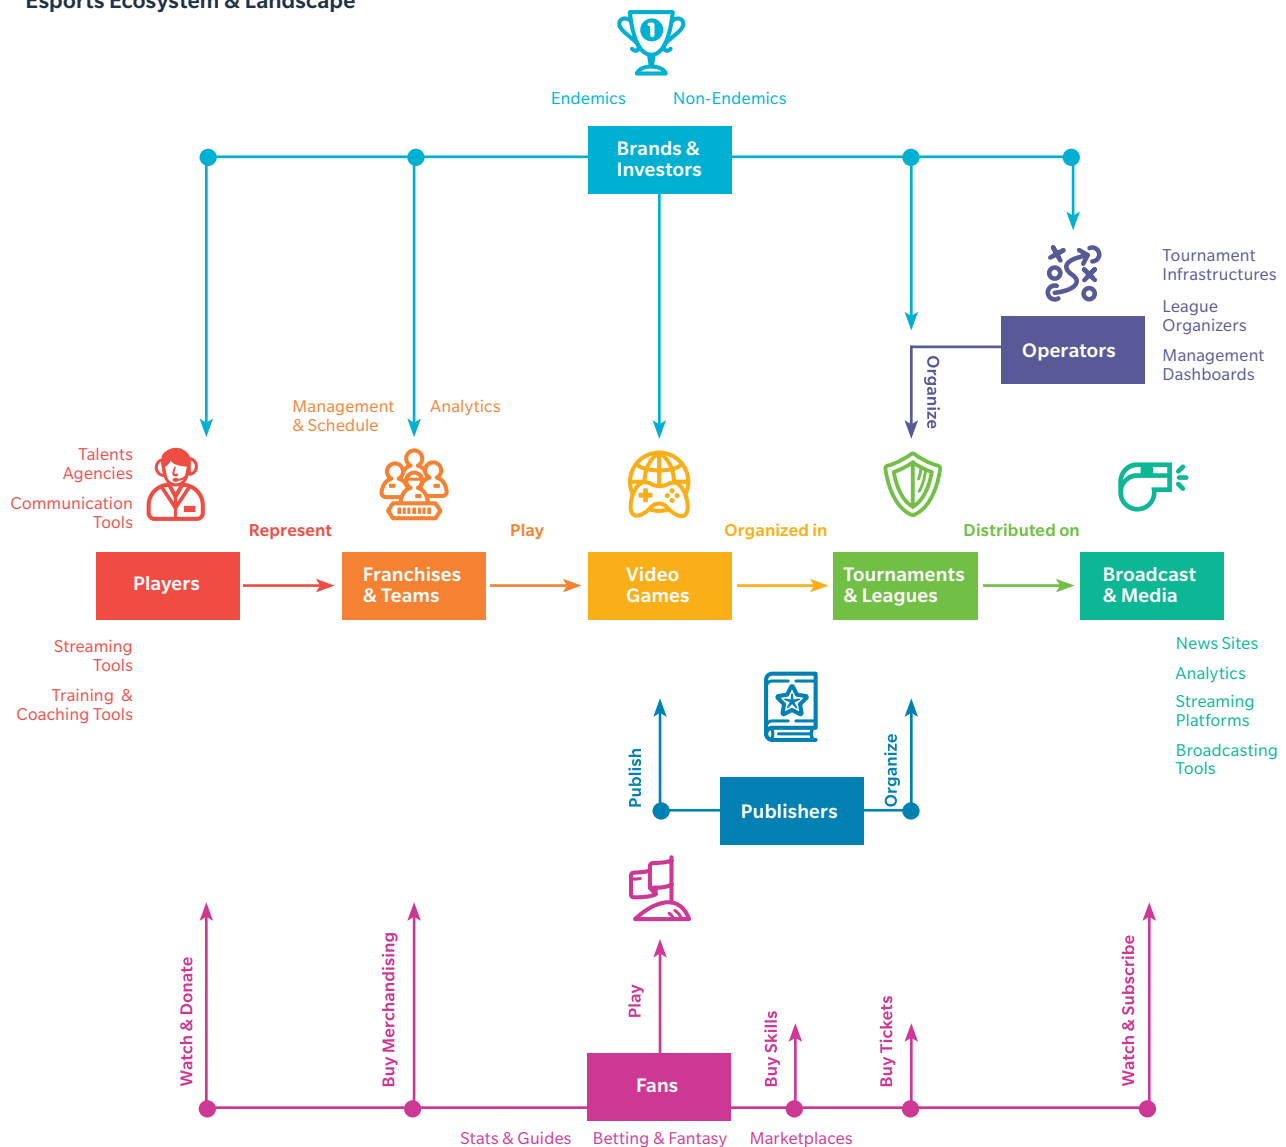 Esports Ecosystem & Landscape
1
Endemics
Non-Endemics
Brands &
Investors
Tournament
Infrastructures
League
Organizers
Management
Dashboards
Operators
Organize
Management
& Schedule
Analytics
Talents
Agencies
Communication
Tools
Represent
Play
Organized in
Distributed on
Players
Franchises
& Teams
Video
Games
Tournaments
& Leagues
Broadcast
& Media
Streaming
Tools
Training &
Coaching Tools
News Sites
Analytics
Streaming
Platforms
Broadcasting
Tools
Publish
Organize
Publishers
Watch & Donate
Buy Merchandising
Play
Buy Skills
Buy Tickets
Watch & Subscribe
Fans
Stats & Guides
Betting & Fantasy
Marketplaces